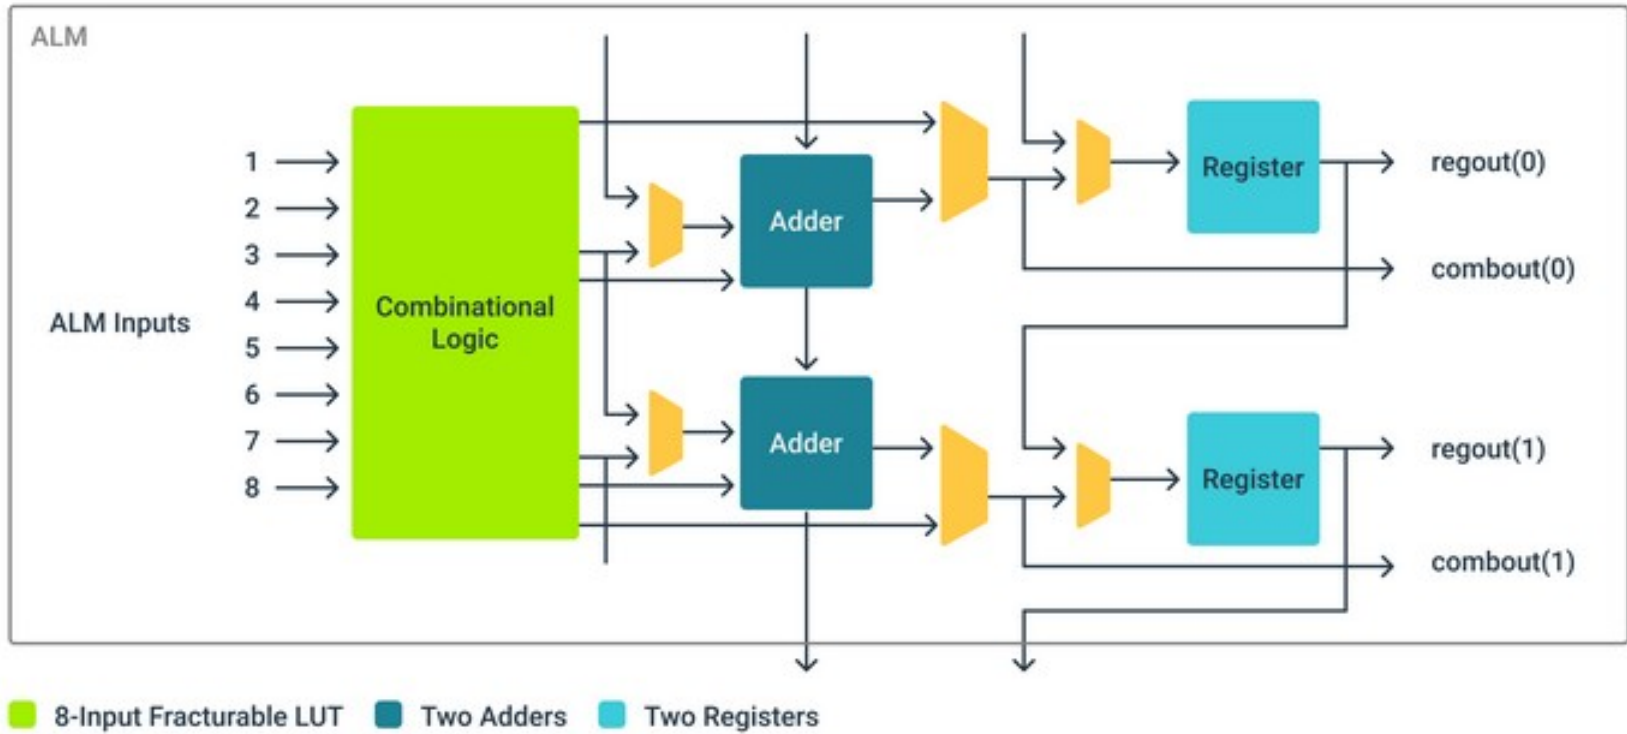 ALM
ALM Inputs
1
2
3
4
5
6
7
8
Combinational
Logic
Adder
Adder
Register
Register
regout(0)
combout(0)
regout(1)
combout(1)
8-Input Fracturable LUT
Two Adders
Two Registers